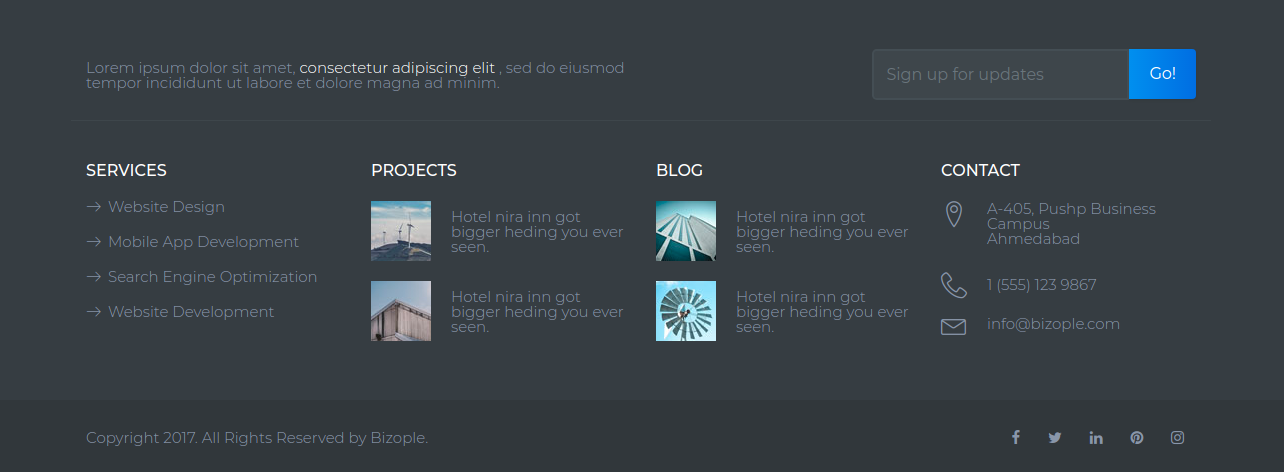 Lorem ipsum dolor sit amet, consectetur adipiscing elit , sed do eiusmod
tempor incididunt ut labore et dolore magna ad minim.
Sign up for updates
Go!
SERVICES
Website Design
Mobile App Development
Search Engine Optimization
Website Development
PROJECTS
Hotel nira inn got
bigger heding you ever
seen.
Hotel nira inn got
bigger heding you ever
seen.
BLOG
Hotel nira inn got
bigger heding you ever
seen.
Hotel nira inn got
bigger heding you ever
seen.
CONTACT
A-405, Pushp Business
Campus
Ahmedabad
1 (555) 123 9867
info@bizople.com
Copyright 2017. All Rights Reserved by Bizople.